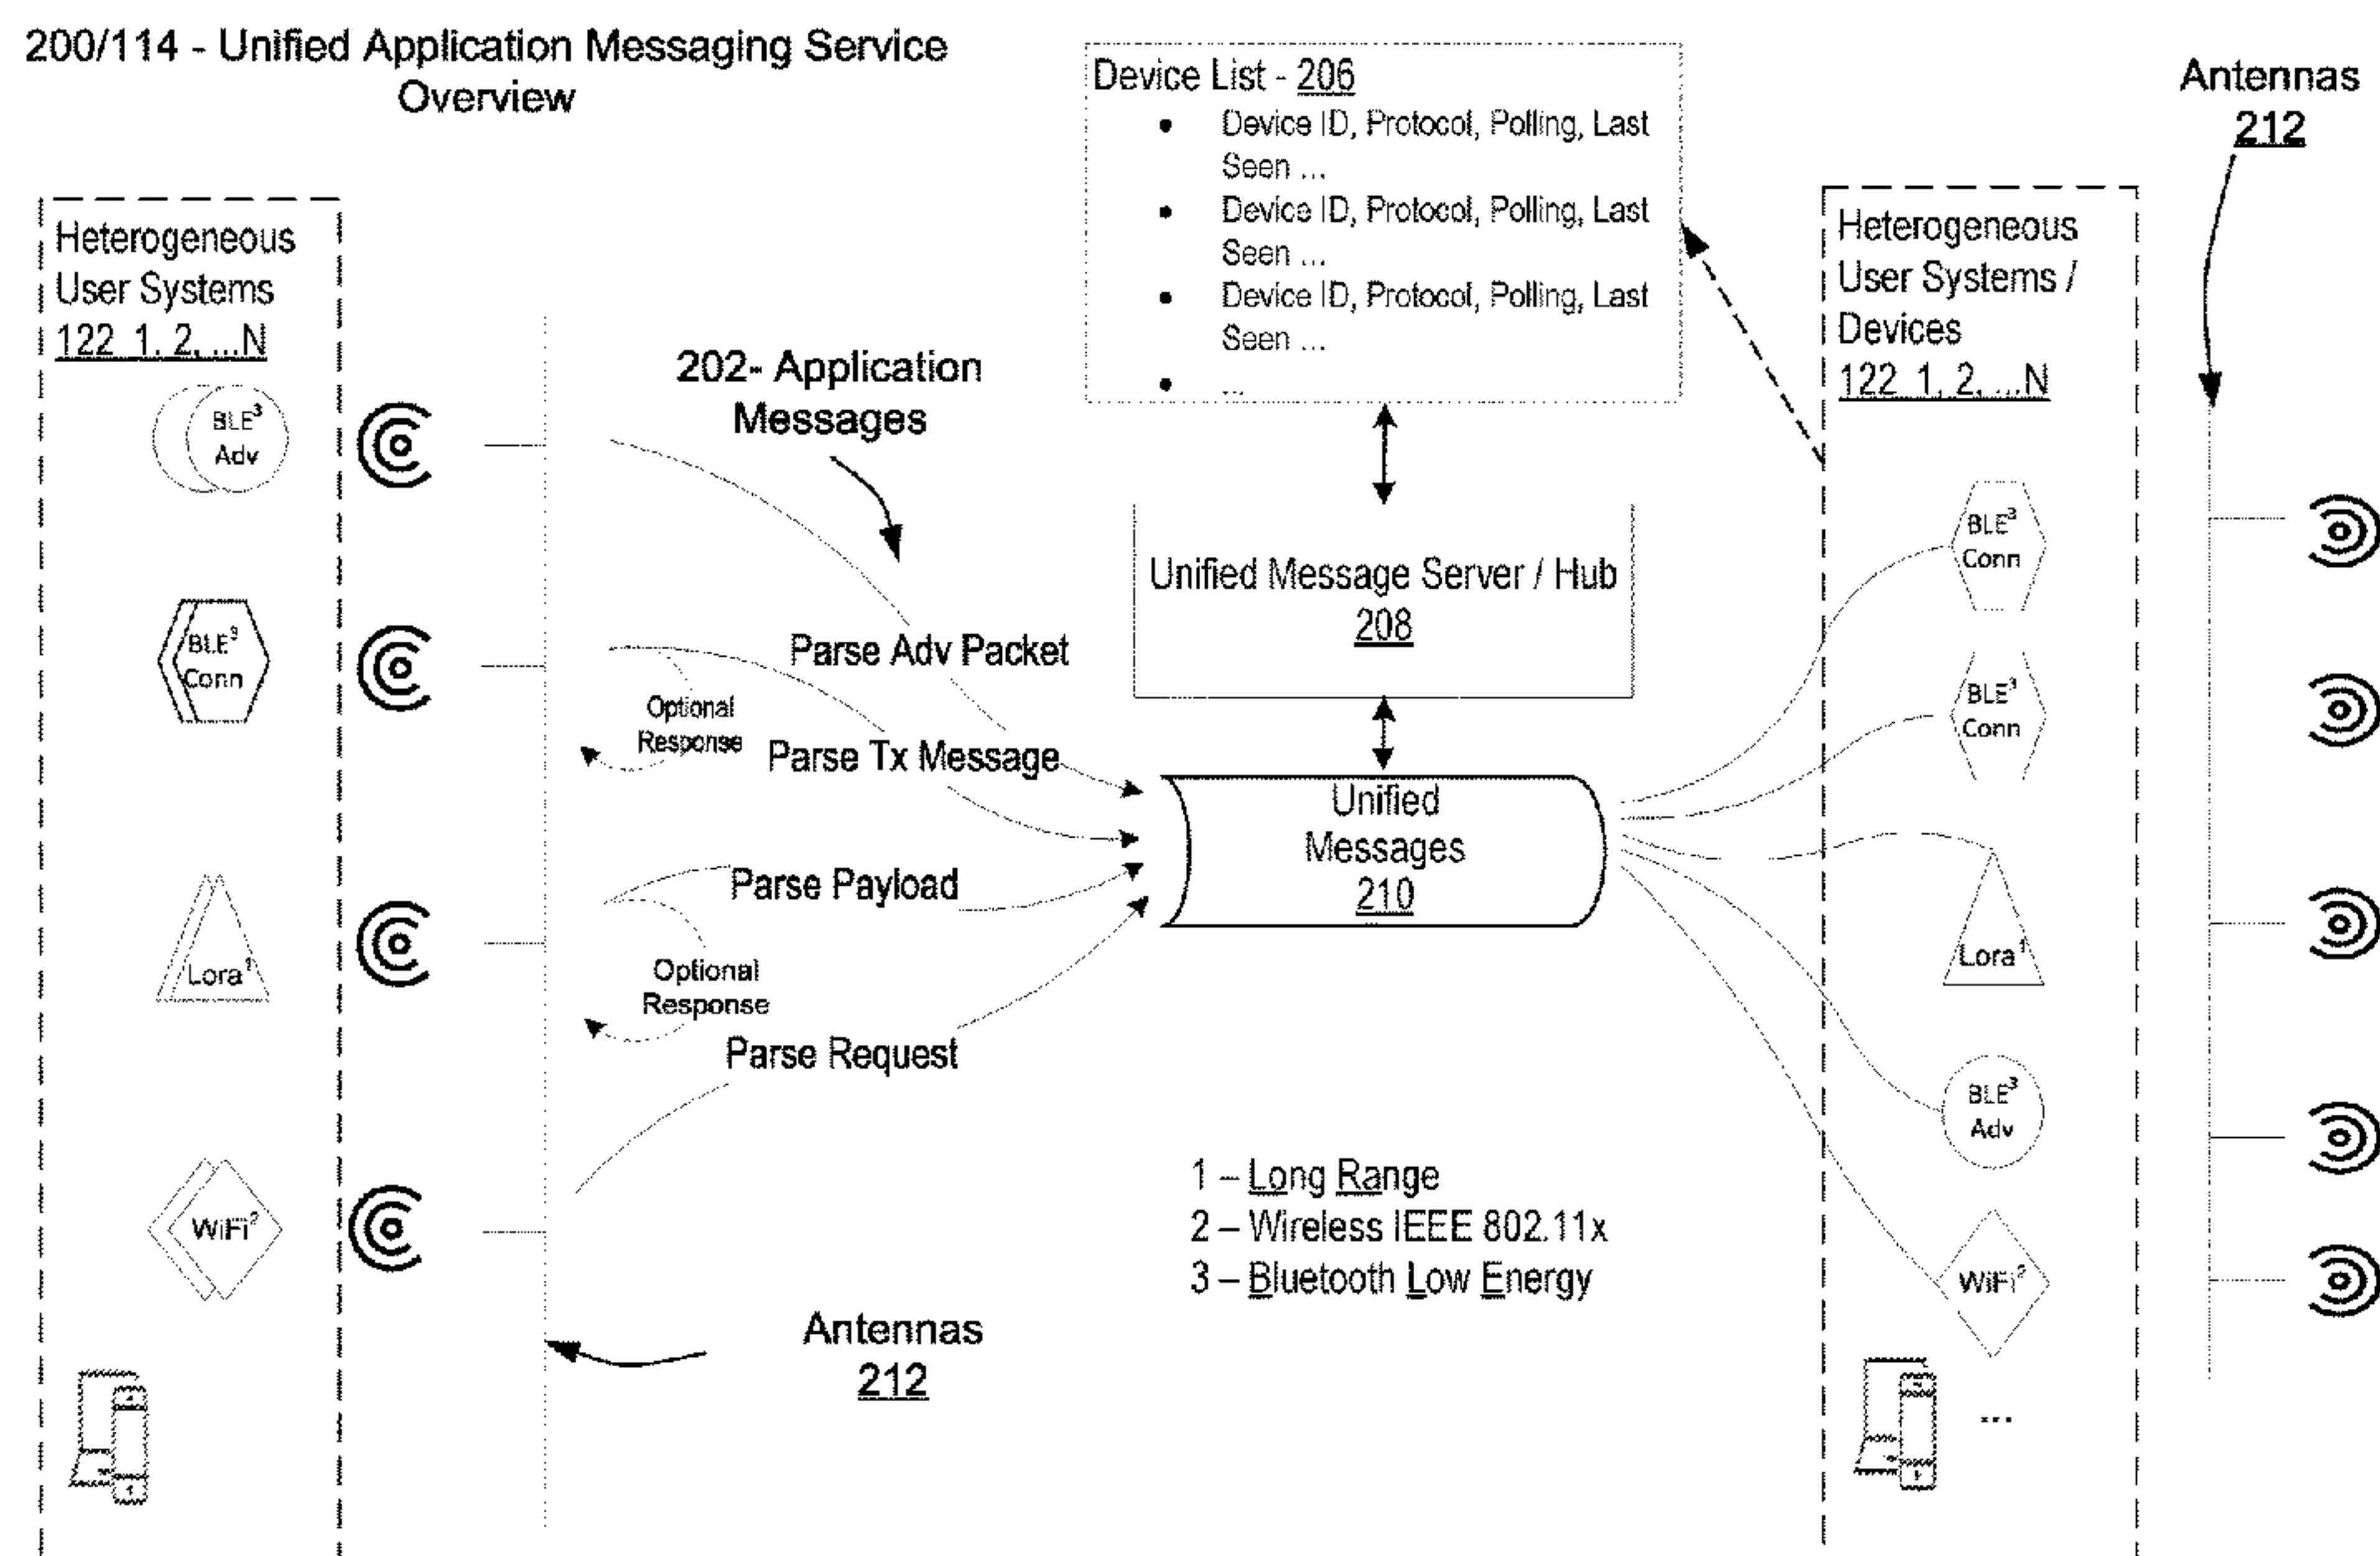 200/114 - Unified Application Messaging Service
Overview
Device List - 206
• Device ID, Protocol, Polling, Last
Seen ...
• Device ID, Protocol, Polling, Last
Seen ...
• Device ID, Protocol, Polling, Last
Seen ...
• ...
Antennas
212
Heterogeneous
User Systems
122_1, 2, ...N
BLE³
Adv
BLE³
Conn
Lora¹
WiFi²
202- Application
Messages
Parse Adv Packet
Optional
Response
Parse Tx Message
Parse Payload
Optional
Response
Parse Request
Antennas
212
Unified Message Server / Hub
208
Unified
Messages
210
1 – Long Range
2 – Wireless IEEE 802.11x
3 – Bluetooth Low Energy
Heterogeneous
User Systems /
Devices
122_1, 2, ...N
BLE³
Conn
BLE³
Conn
Lora¹
BLE³
Adv
WiFi²
...